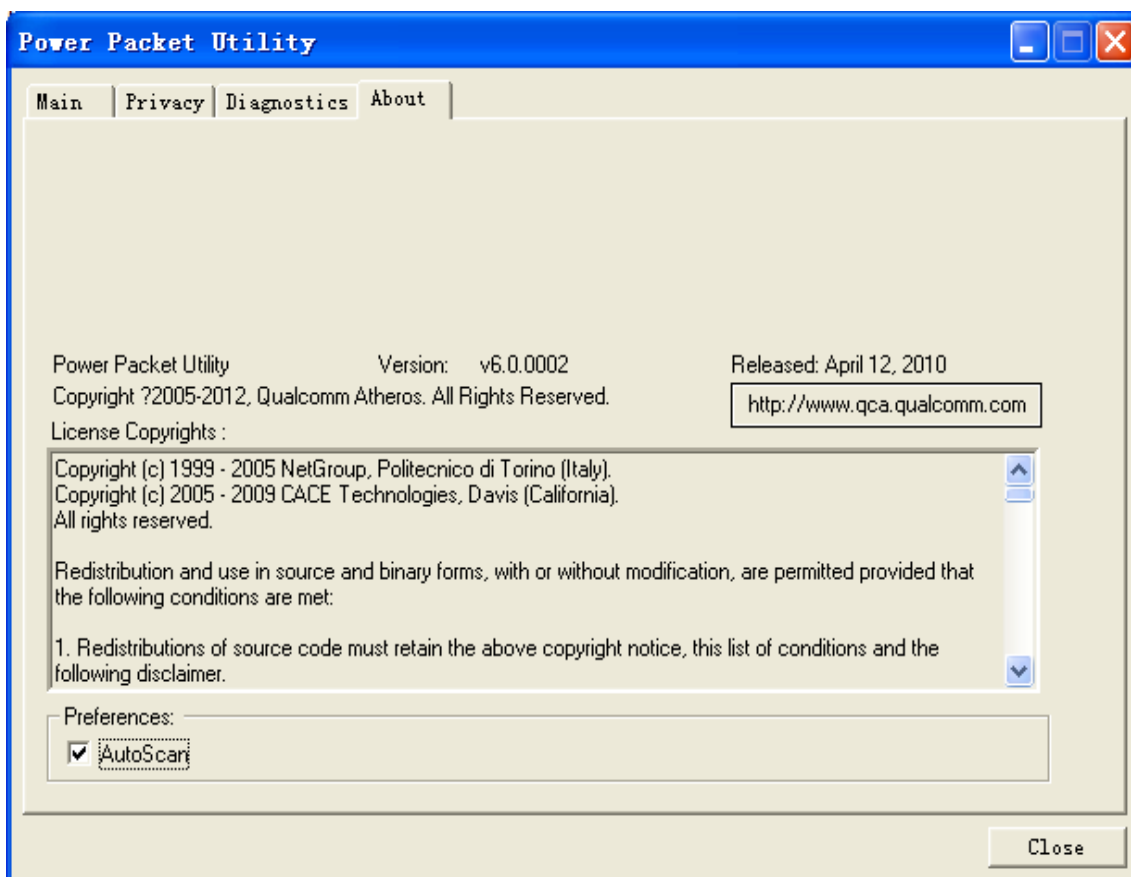 Power Packet Utility
Main Privacy Diagnostics About
Power Packet Utility Version: v6.0.0002 Released: April 12, 2010
Copyright ?2005-2012, Qualcomm Atheros. All Rights Reserved.
http://www.qca.qualcomm.com
License Copyrights :
Copyright (c) 1999 - 2005 NetGroup, Politecnico di Torino (Italy).
Copyright (c) 2005 - 2009 CACE Technologies, Davis (California).
All rights reserved.
Redistribution and use in source and binary forms, with or without modification, are permitted provided that
the following conditions are met:
1. Redistributions of source code must retain the above copyright notice, this list of conditions and the
following disclaimer.
Preferences:
AutoScan
Close